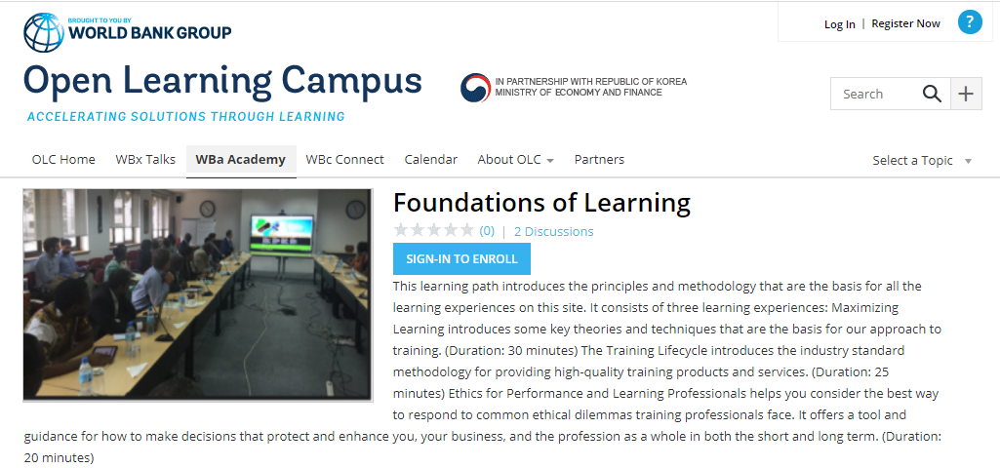 BROUGHT TO YOU BY
WORLD BANK GROUP
Log In | Register Now ?
Open Learning Campus
IN PARTNERSHIP WITH REPUBLIC OF KOREA
MINISTRY OF ECONOMY AND FINANCE
Search +
ACCELERATING SOLUTIONS THROUGH LEARNING
OLC Home WBx Talks WBa Academy WBc Connect Calendar About OLC Partners Select a Topic
Foundations of Learning
(0) | 2 Discussions
SIGN-IN TO ENROLL
This learning path introduces the principles and methodology that are the basis for all the
learning experiences on this site. It consists of three learning experiences: Maximizing
Learning introduces some key theories and techniques that are the basis for our approach to
training. (Duration: 30 minutes) The Training Lifecycle introduces the industry standard
methodology for providing high-quality training products and services. (Duration: 25
minutes) Ethics for Performance and Learning Professionals helps you consider the best way
to respond to common ethical dilemmas training professionals face. It offers a tool and
guidance for how to make decisions that protect and enhance you, your business, and the profession as a whole in both the short and long term. (Duration:
20 minutes)